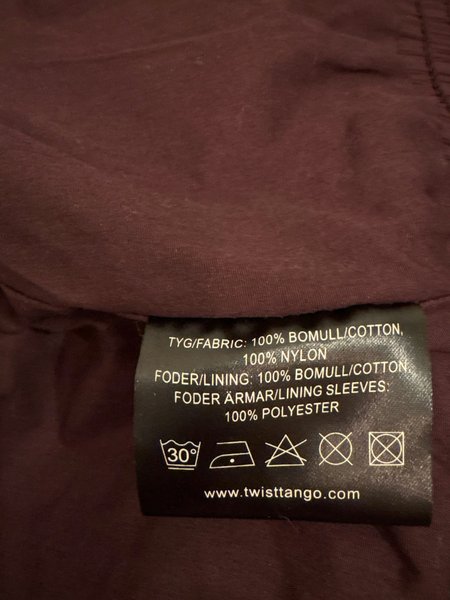 TYG/FABRIC: 100% BOMULL/COTTON,
100% NYLON
FODER/LINING: 100% BOMULL/COTTON.
FODER ÄRMAR/LINING SLEEVES:
100% POLYESTER
30°
www.twisttango.com